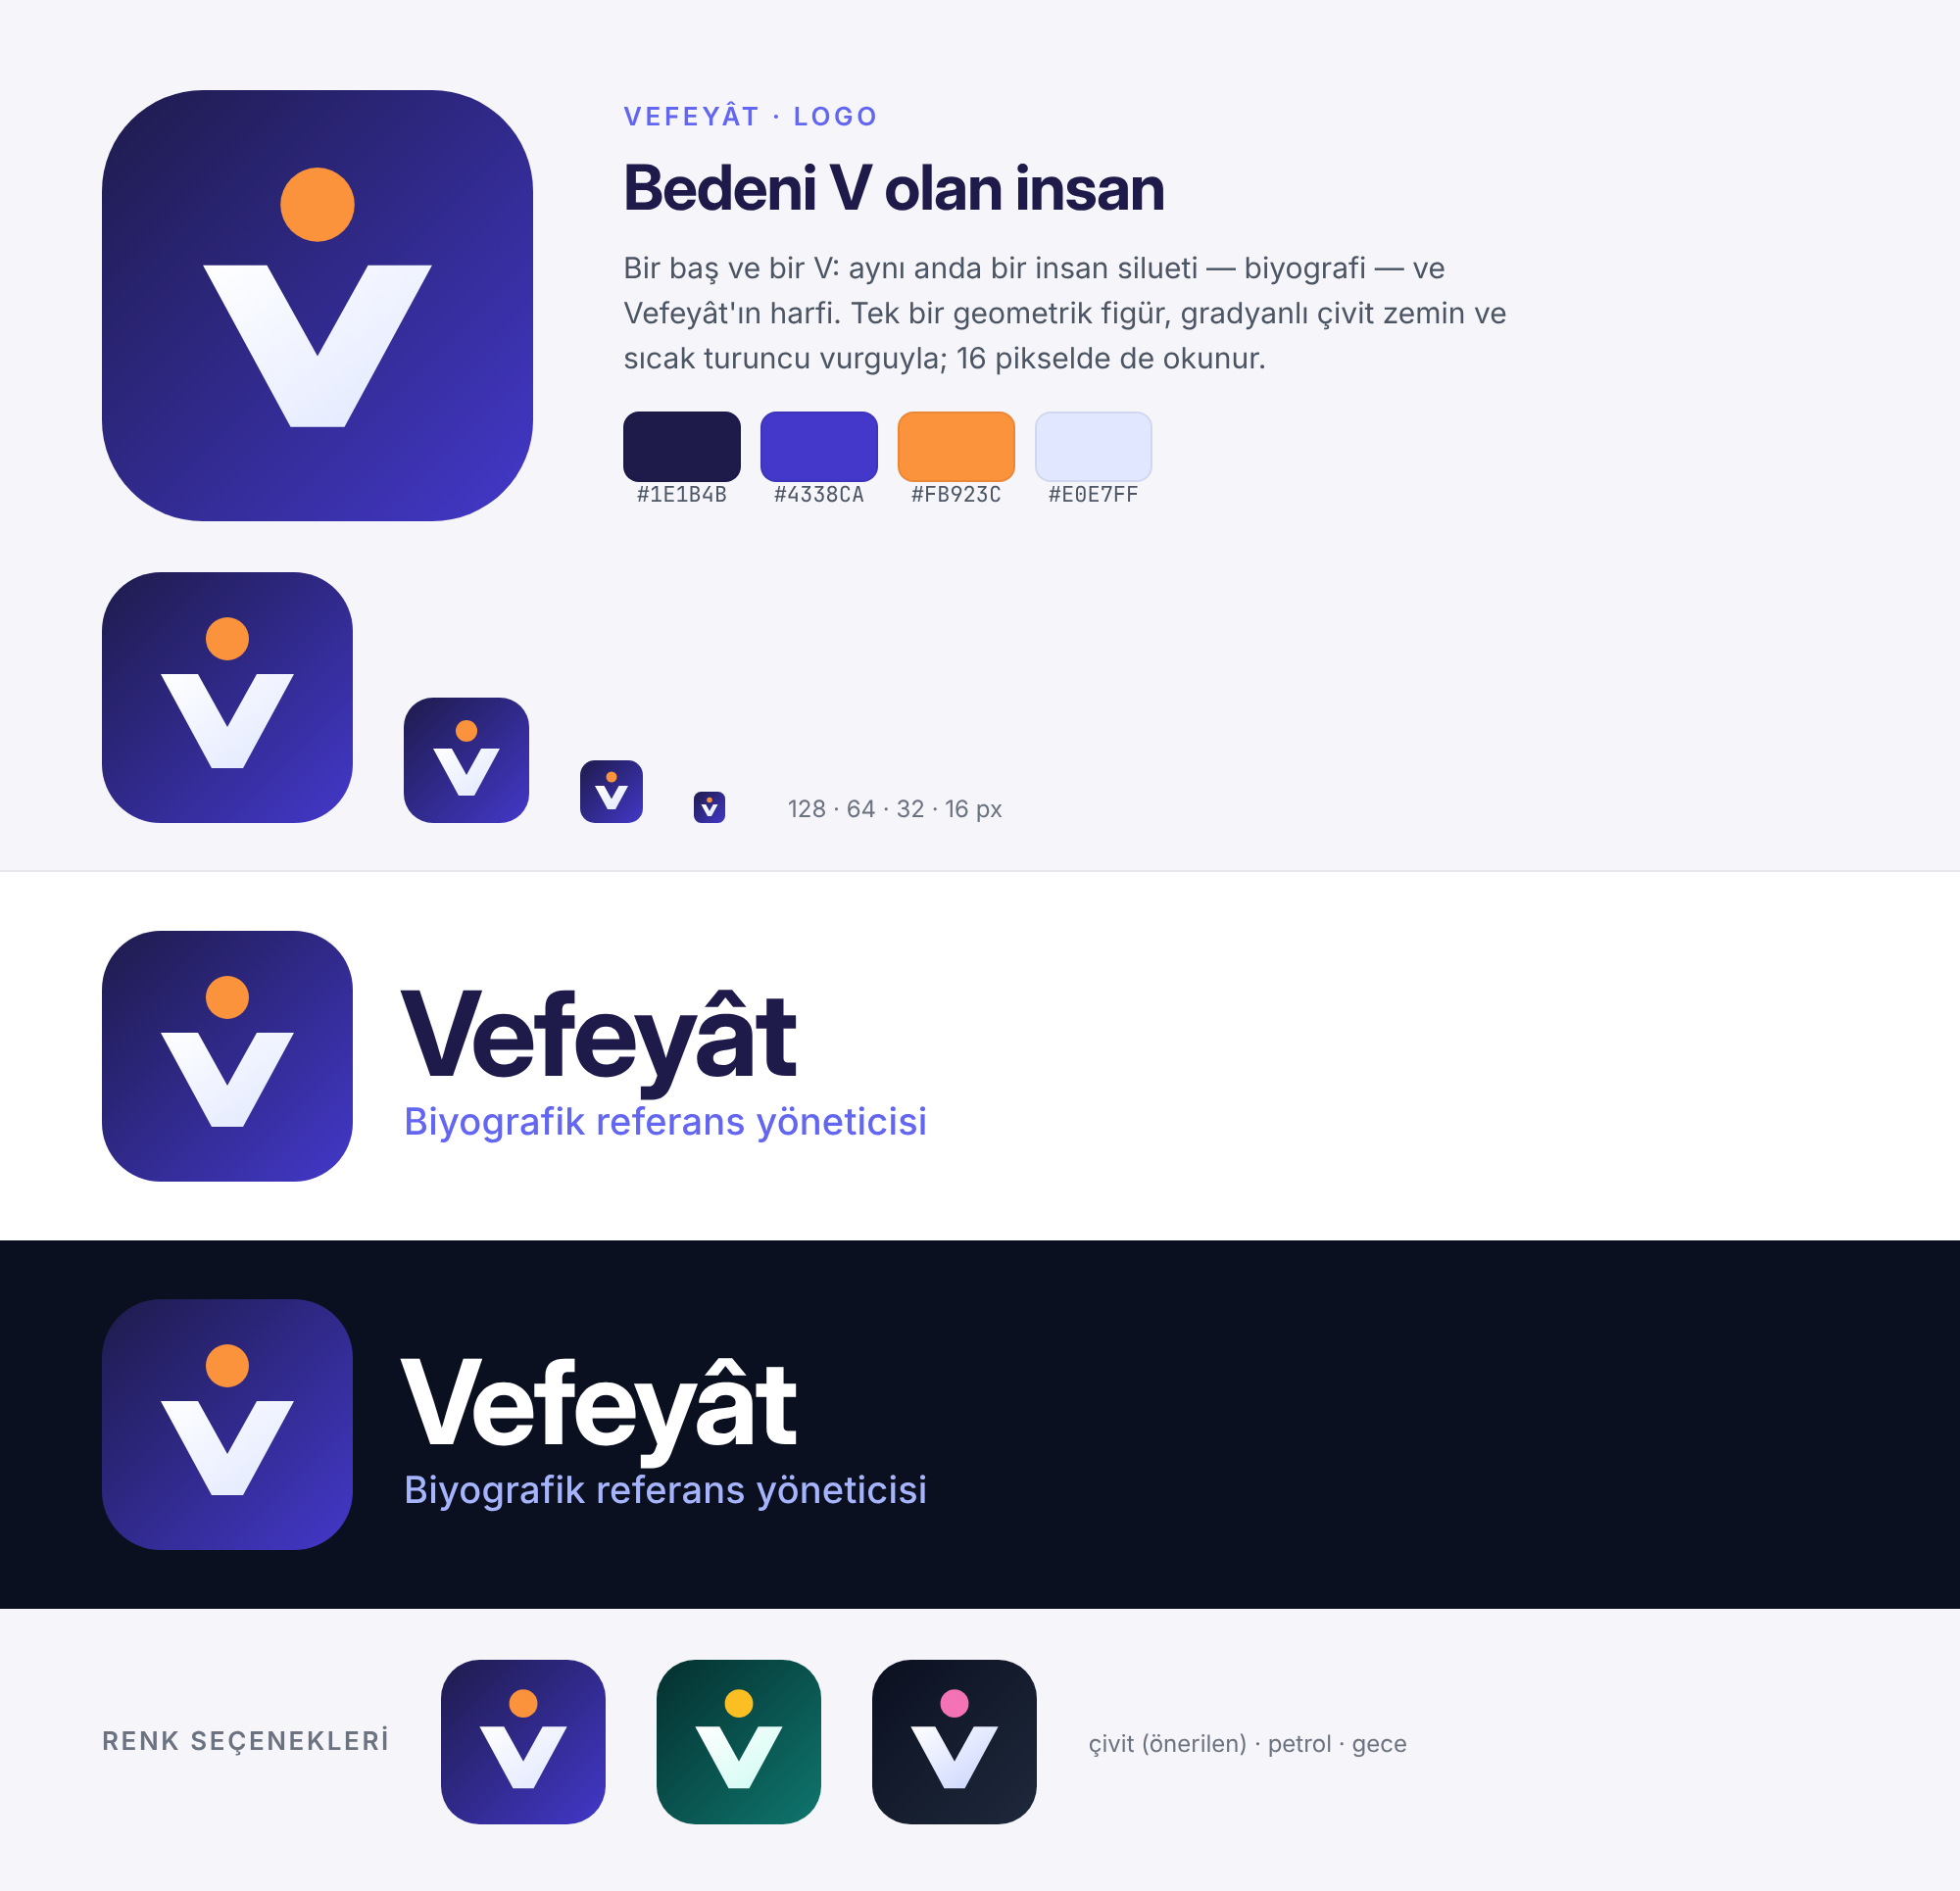 VEFEYÂT · LOGO
Bedeni V olan insan
Bir baş ve bir V: aynı anda bir insan silueti — biyografi — ve
Vefeyât'ın harfi. Tek bir geometrik figür, gradyanlı çivit zemin ve
sıcak turuncu vurguyla; 16 pikselde de okunur.
#1E1B4B #4338CA #FB923C #E0E7FF
128 · 64 · 32 · 16 px
Vefeyât
Biyografik referans yöneticisi
Vefeyât
Biyografik referans yöneticisi
RENK SEÇENEKLERİ
çivit (önerilen) · petrol · gece